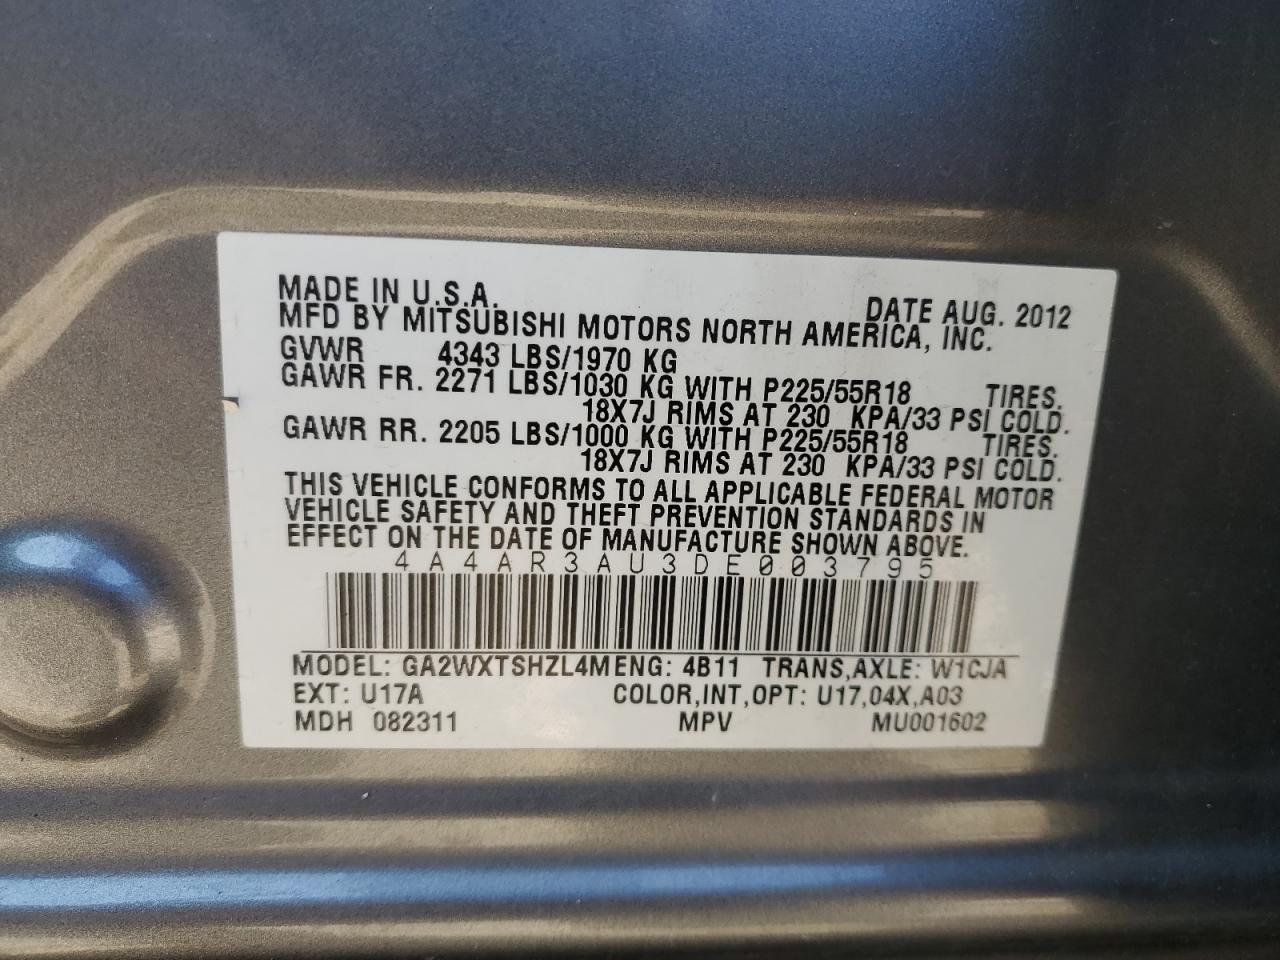 MADE IN U.S.A. DATE AUG. 2012
MFD BY MITSUBISHI MOTORS NORTH AMERICA, INC.
GVWR 4343 LBS/1970 KG
GAWR FR. 2271 LBS/1030 KG WITH P225/55R18 TIRES.
18X7J RIMS AT 230 KPA/33 PSI COLD.
GAWR RR. 2205 LBS/1000 KG WITH P225/55R18 TIRES.
18X7J RIMS AT 230 KPA/33 PSI COLD.
THIS VEHICLE CONFORMS TO ALL APPLICABLE FEDERAL MOTOR
VEHICLE SAFETY AND THEFT PREVENTION STANDARDS IN
EFFECT ON THE DATE OF MANUFACTURE SHOWN ABOVE.
4A4AR3AU3DE003795
MODEL: GA2WXTSHZL4M ENG: 4B11 TRANS,AXLE: W1CJA
EXT: U17A COLOR,INT,OPT: U17,04X,A03
MDH 082311 MPV MU001602